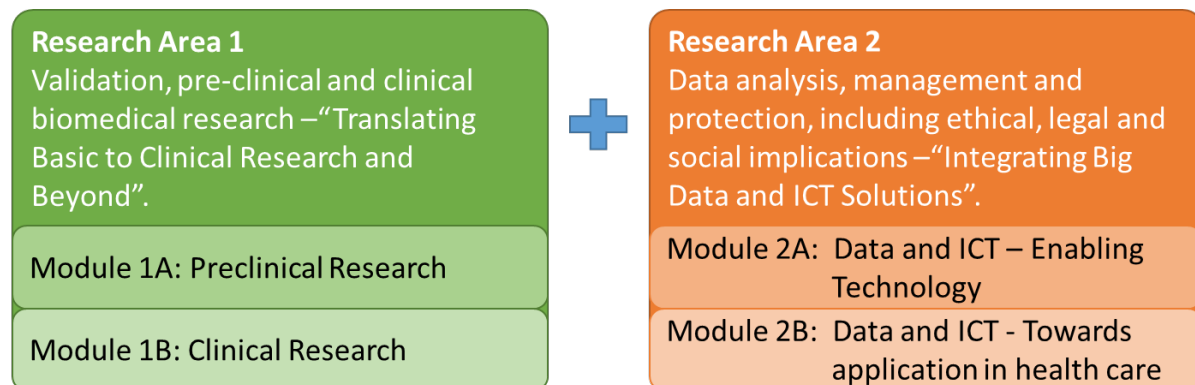 Research Area 1
Validation, pre-clinical and clinical
biomedical research –“Translating
Basic to Clinical Research and
Beyond”.
Module 1A: Preclinical Research
Module 1B: Clinical Research
Research Area 2
Data analysis, management and
protection, including ethical, legal and
social implications –“Integrating Big
Data and ICT Solutions”.
Module 2A: Data and ICT – Enabling
Technology
Module 2B: Data and ICT - Towards
application in health care